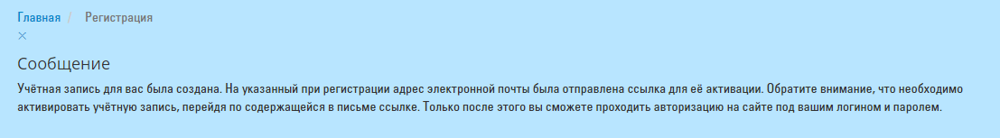 Главная / Регистрация
×
Сообщение
Учётная запись для вас была создана. На указанный при регистрации адрес электронной почты была отправлена ссылка для её активации. Обратите внимание, что необходимо
активировать учётную запись, перейдя по содержащейся в письме ссылке. Только после этого вы сможете проходить авторизацию на сайте под вашим логином и паролем.